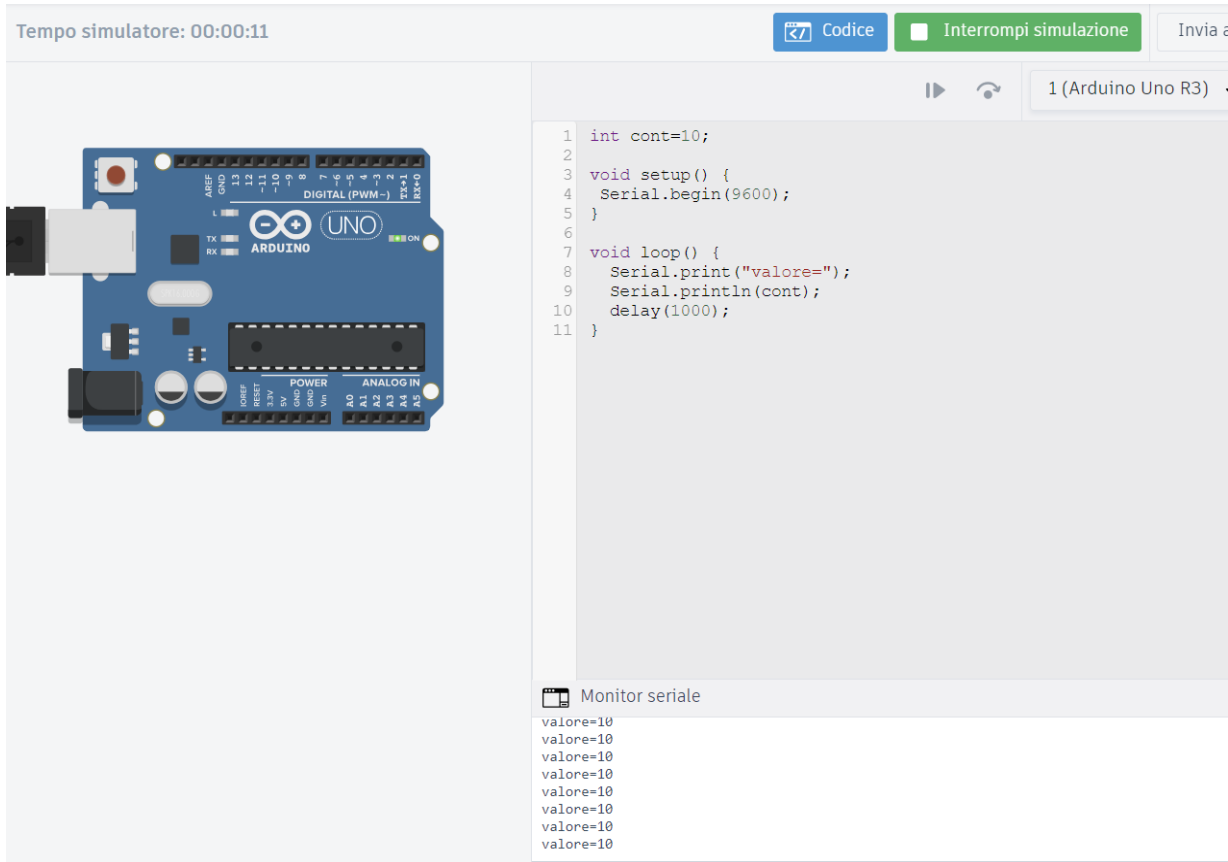 Tempo simulatore: 00:00:11
Codice
Interrompi simulazione
Invia a
1 (Arduino Uno R3)
1 int cont=10;
2
3 void setup() {
4 Serial.begin(9600);
5 }
6
7 void loop() {
8 Serial.print("valore=");
9 Serial.println(cont);
10 delay(1000);
11 }
AREF
GND
13
12
~11
~10
~9
8
7
~6
~5
4
~3
2
TX→1
RX←0
DIGITAL (PWM~)
L
TX
RX
ARDUINO
UNO
ON
POWER
ANALOG IN
IOREF
RESET
3.3V
5V
GND
GND
Vin
A0
A1
A2
A3
A4
A5
Monitor seriale
valore=10
valore=10
valore=10
valore=10
valore=10
valore=10
valore=10
valore=10